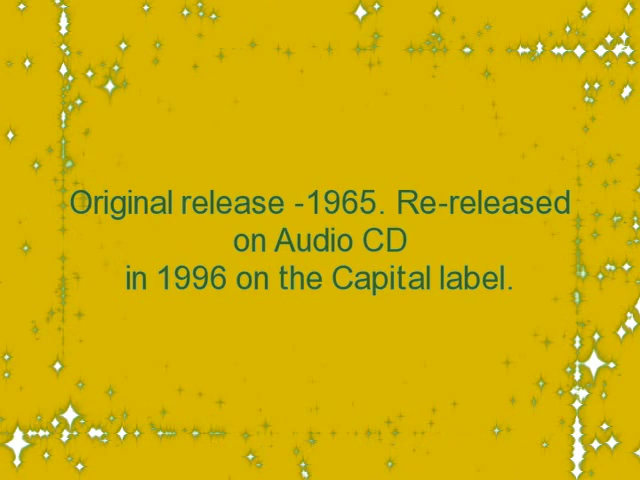 Original release -1965. Re-released
on Audio CD
in 1996 on the Capital label.